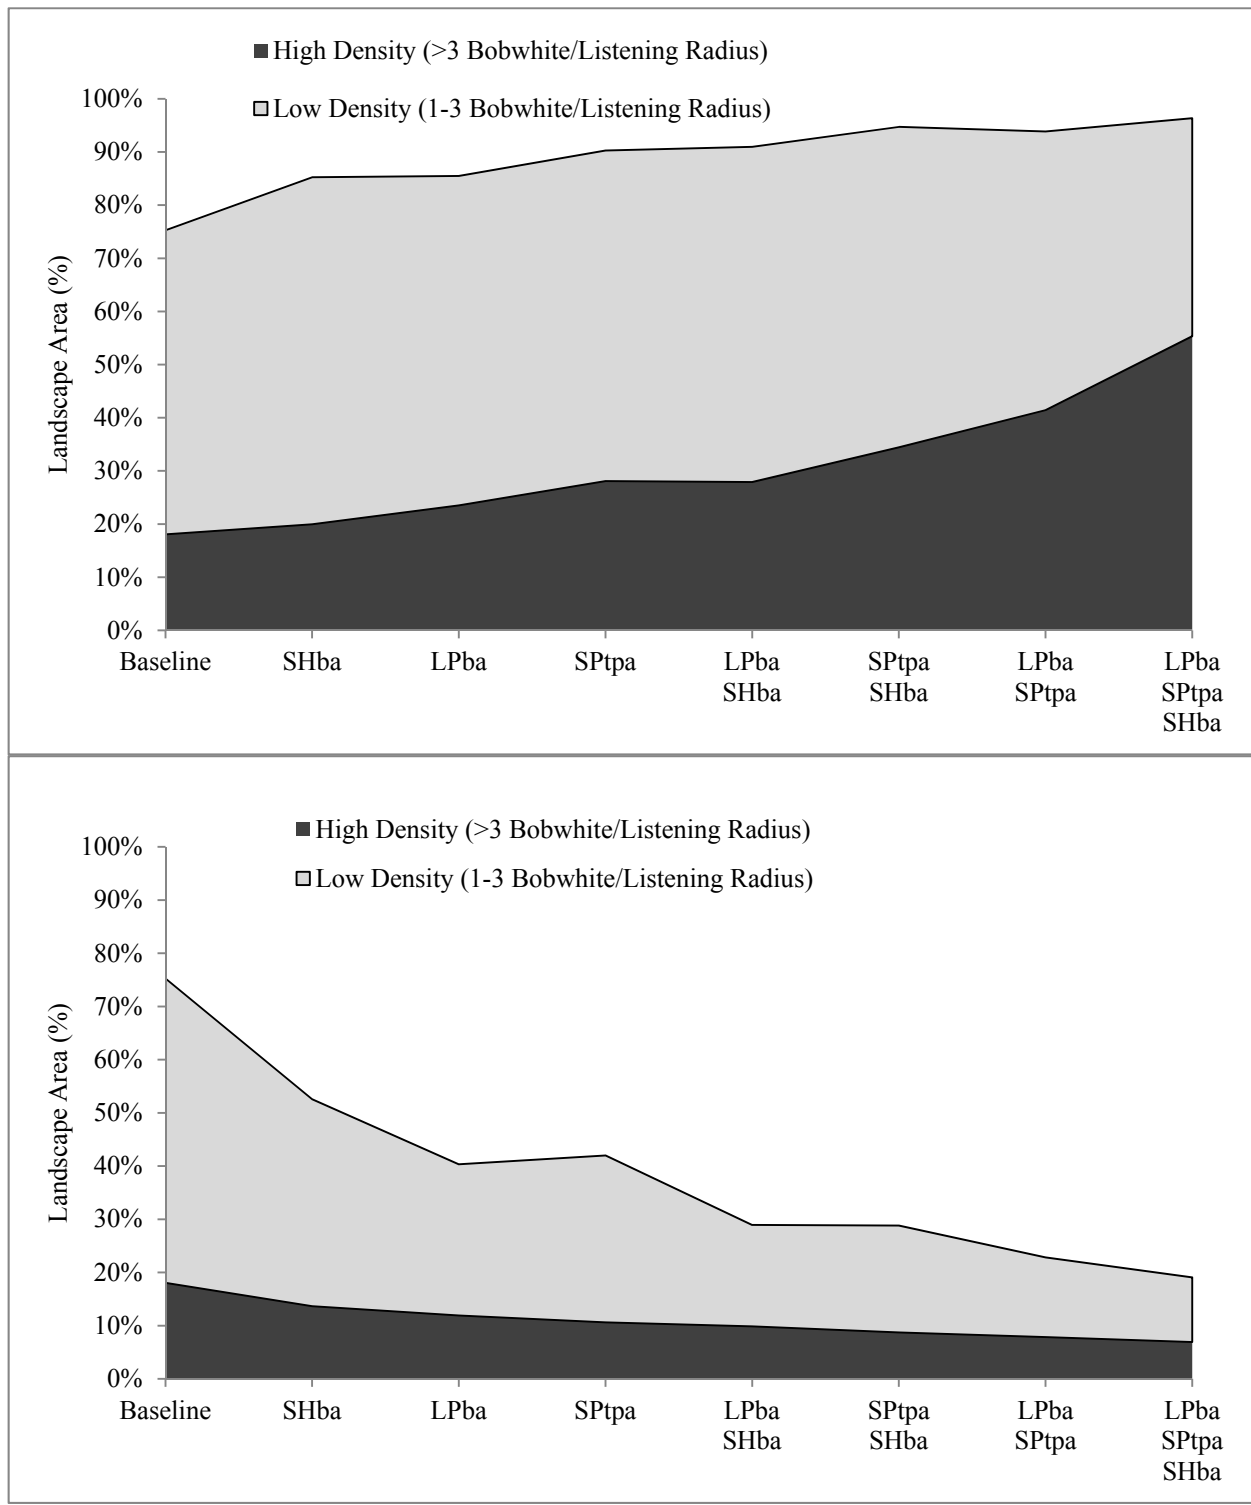 High Density (>3 Bobwhite/Listening Radius)
Low Density (1-3 Bobwhite/Listening Radius)
100%
90%
80%
70%
60%
50%
40%
30%
20%
10%
0%
Landscape Area (%)
Baseline SHba LPba SPtpa LPba SPtpa LPba LPba
SHba SHba SPtpa SPtpa
SHba
High Density (>3 Bobwhite/Listening Radius)
Low Density (1-3 Bobwhite/Listening Radius)
100%
90%
80%
70%
60%
50%
40%
30%
20%
10%
0%
Landscape Area (%)
Baseline SHba LPba SPtpa LPba SPtpa LPba LPba
SHba SHba SPtpa SPtpa
SHba